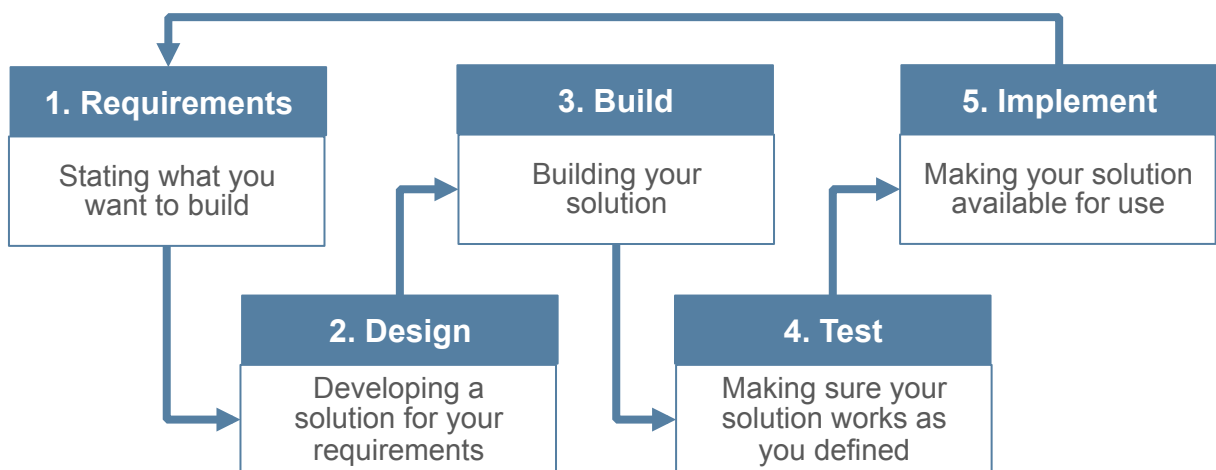 1. Requirements
Stating what you
want to build
2. Design
Developing a
solution for your
requirements
3. Build
Building your
solution
4. Test
Making sure your
solution works as
you defined
5. Implement
Making your solution
available for use